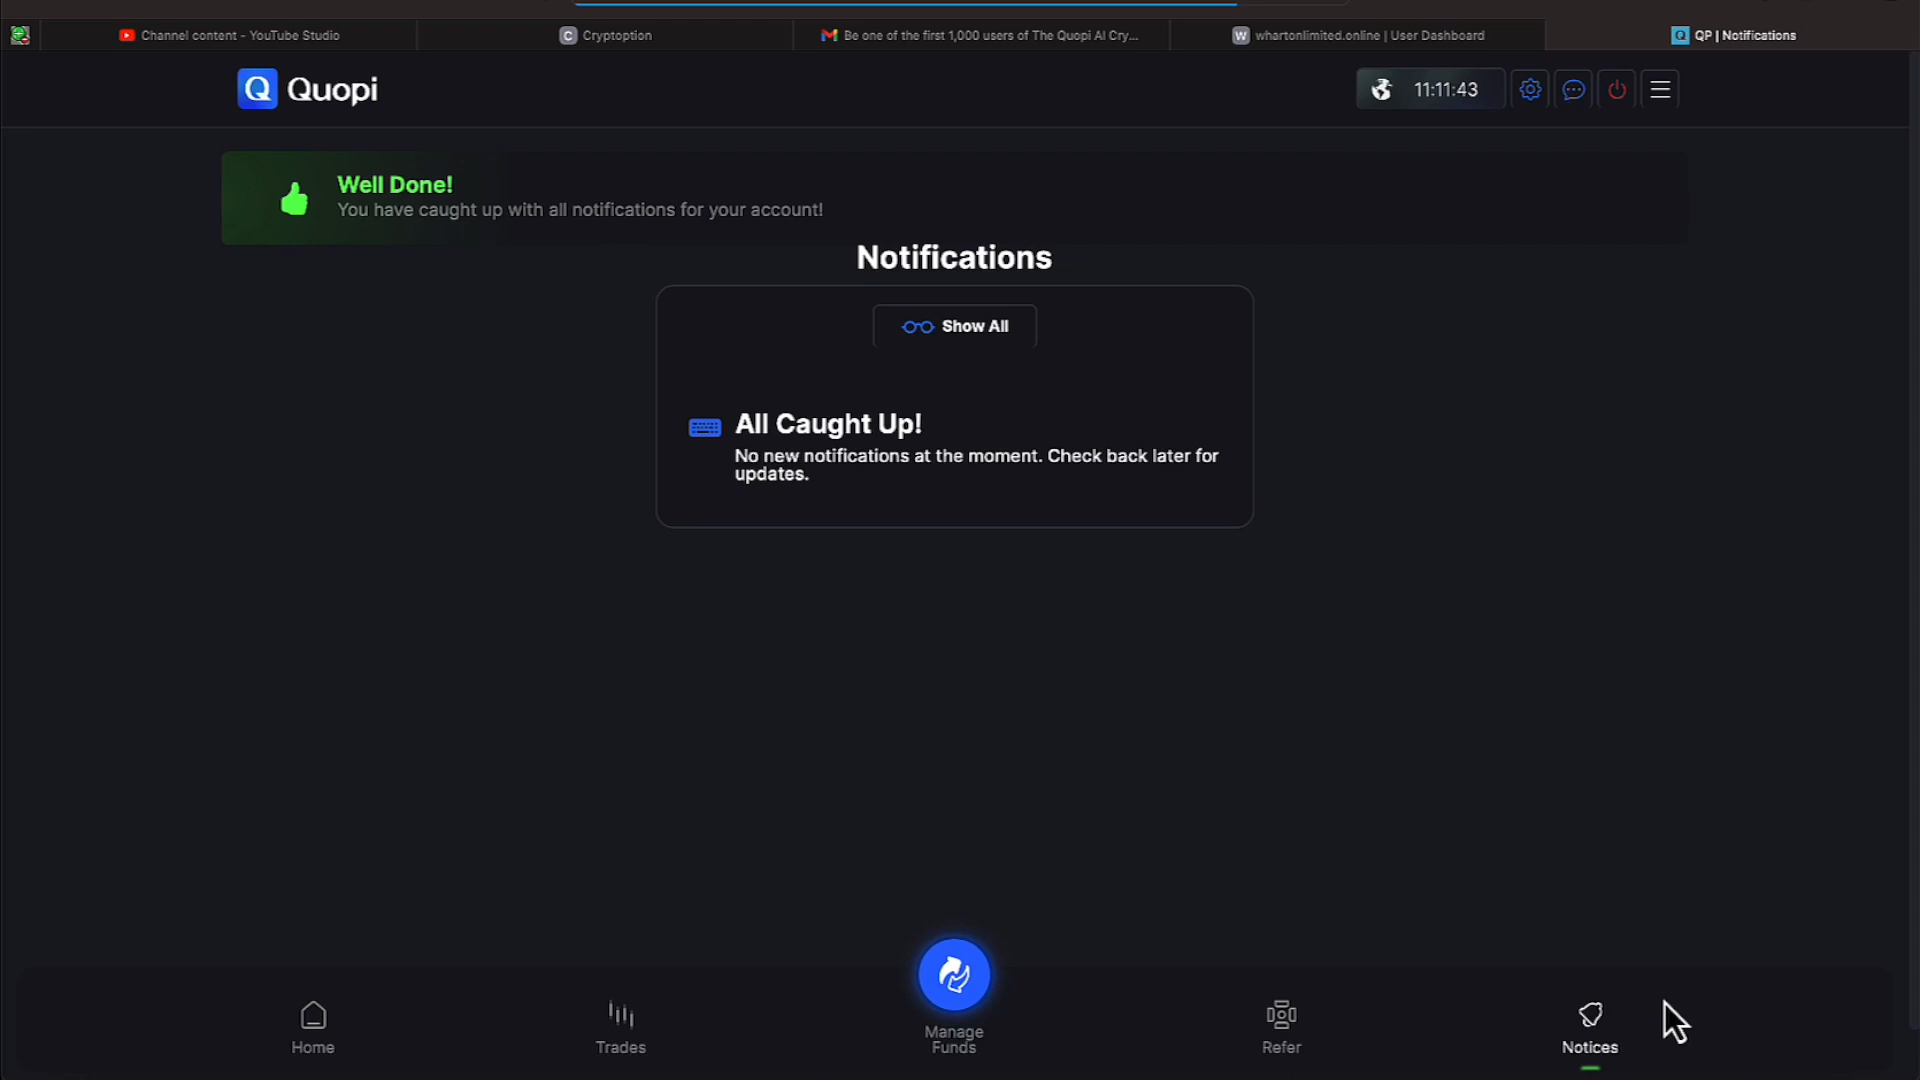 Channel content - YouTube Studio
C Cryptoption
Be one of the first 1,000 users of The Quopi AI Cry...
W whartonlimited.online | User Dashboard
Q QP | Notifications
Q Quopi
11:11:43
Well Done!
You have caught up with all notifications for your account!
Notifications
Show All
All Caught Up!
No new notifications at the moment. Check back later for
updates.
Home
Trades
Manage
Funds
Refer
Notices